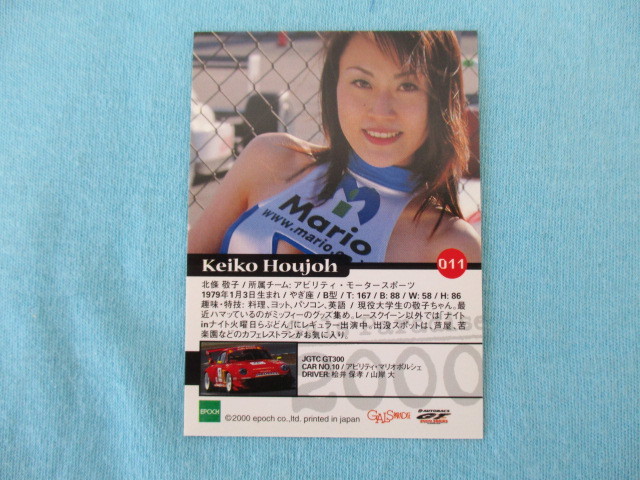 Mario
www.mario.
Keiko Houjoh
011
北條 敬子 / 所属チーム: アビリティ・モータースポーツ
1979年1月3日生まれ / やぎ座 / B型 / T: 167 / B: 88 / W: 58 / H: 86
趣味・特技: 料理、ヨット、パソコン、英語 / 現役大学生の敬子ちゃん。最
近ハマっているのがミッフィーのグッズ集め。レースクイーン以外では「ナイト
inナイト火曜日らぶどん」にレギュラー出演中。出没スポットは、芦屋、苦
楽園などのカフェレストランがお気に入り。
2000
JGTC GT300
CAR NO.10 / アビリティ・マリオポルシェ
DRIVER: 松井 保孝 / 山岸 大
EPOCH
©2000 epoch co.,ltd. printed in japan
GALS PARADISE
AUTOBACS
GT